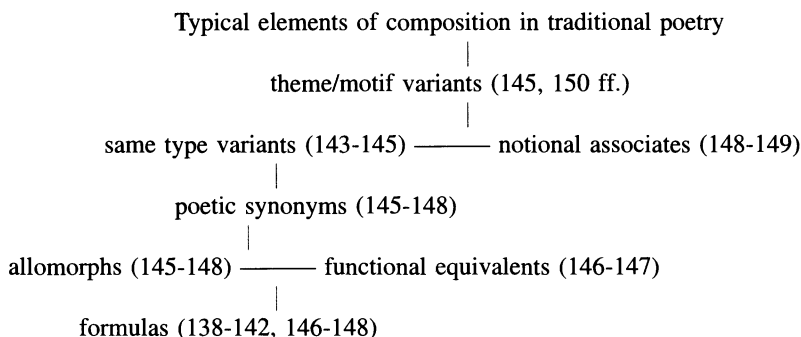 Typical elements of composition in traditional poetry
theme/motif variants (145, 150 ff.)
same type variants (143-145) notional associates (148-149)
poetic synonyms (145-148)
allomorphs (145-148) functional equivalents (146-147)
formulas (138-142, 146-148)